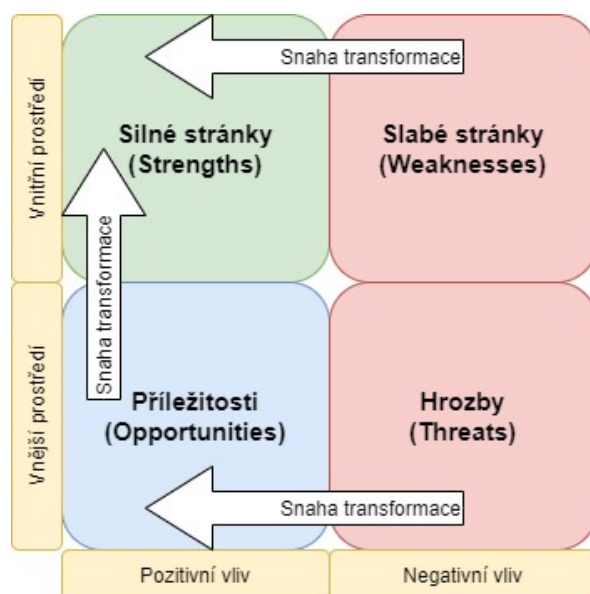 Snaha transformace
Vnitřní prostředí
Silné stránky
(Strengths)
Slabé stránky
(Weaknesses)
Snaha transformace
Vnější prostředí
Příležitosti
(Opportunities)
Hrozby
(Threats)
Snaha transformace
Pozitivní vliv
Negativní vliv